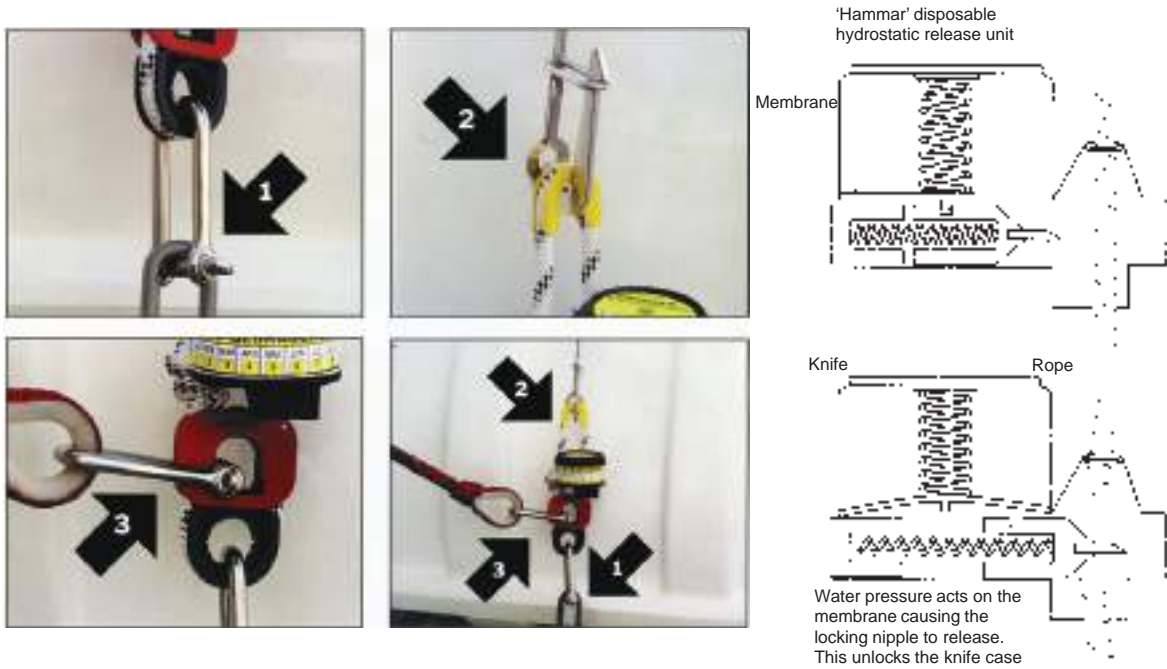 1
2
3
2
3
1
'Hammar' disposable
hydrostatic release unit
Membrane
Knife
Rope
Water pressure acts on the
membrane causing the
locking nipple to release.
This unlocks the knife case